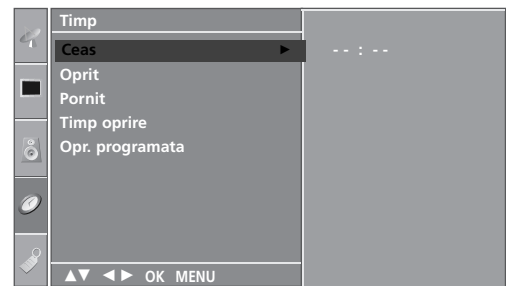 Timp
Ceas ► -- : --
Oprit
Pornit
Timp oprire
Opr. programata
▲▼ ◄► OK MENU